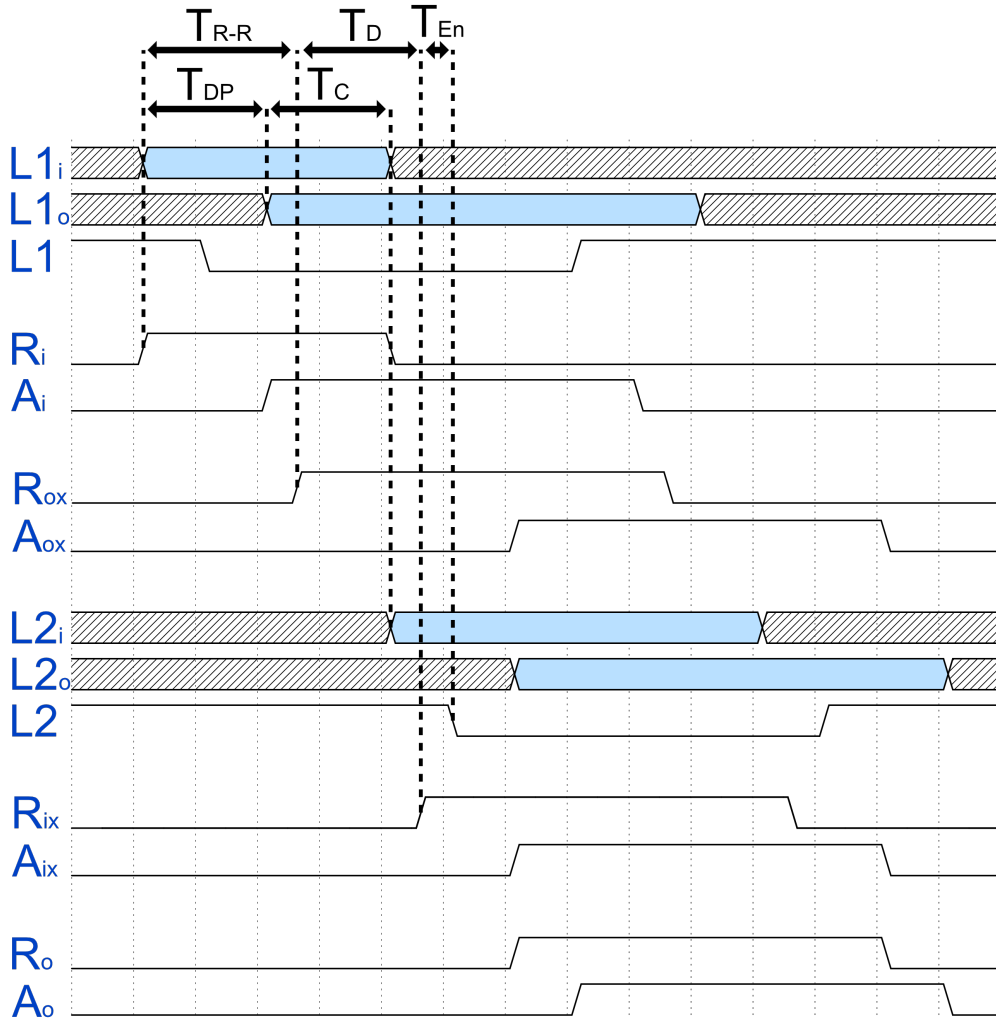 TR-R TD TEn
TDP TC
L1i
L1o
L1
Ri
Ai
Rox
Aox
L2i
L2o
L2
Rix
Aix
Ro
Ao